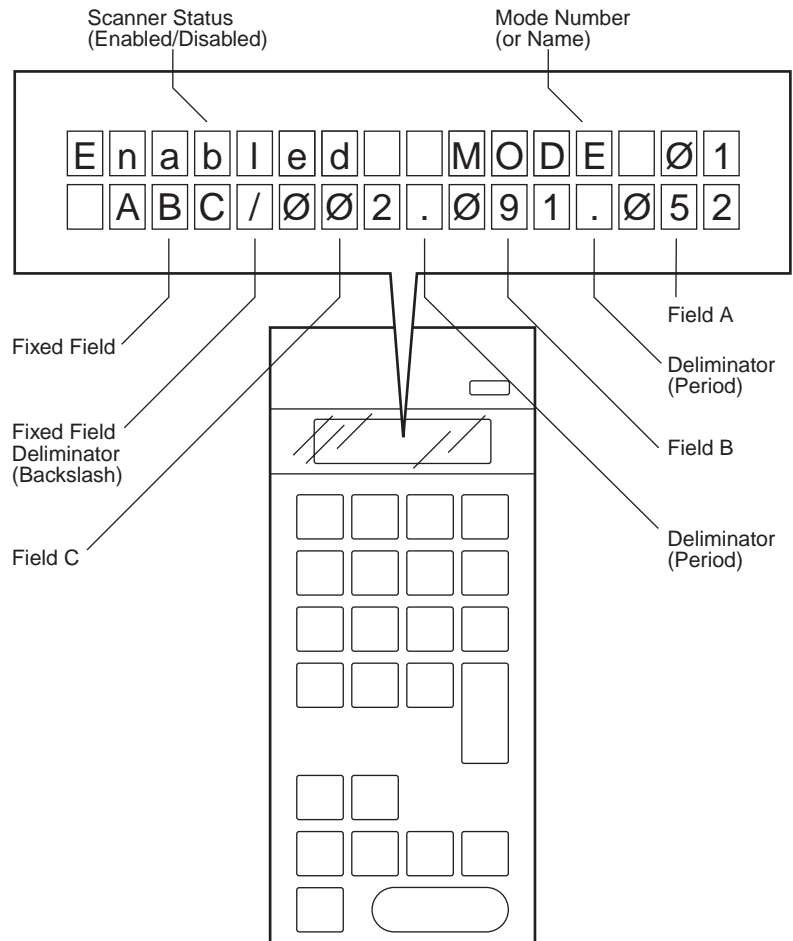 Scanner Status
(Enabled/Disabled)
Mode Number
(or Name)
Enabled MODE Ø1
ABC/ØØ2.Ø91.Ø52
Fixed Field
Fixed Field
Deliminator
(Backslash)
Field C
Field A
Deliminator
(Period)
Field B
Deliminator
(Period)